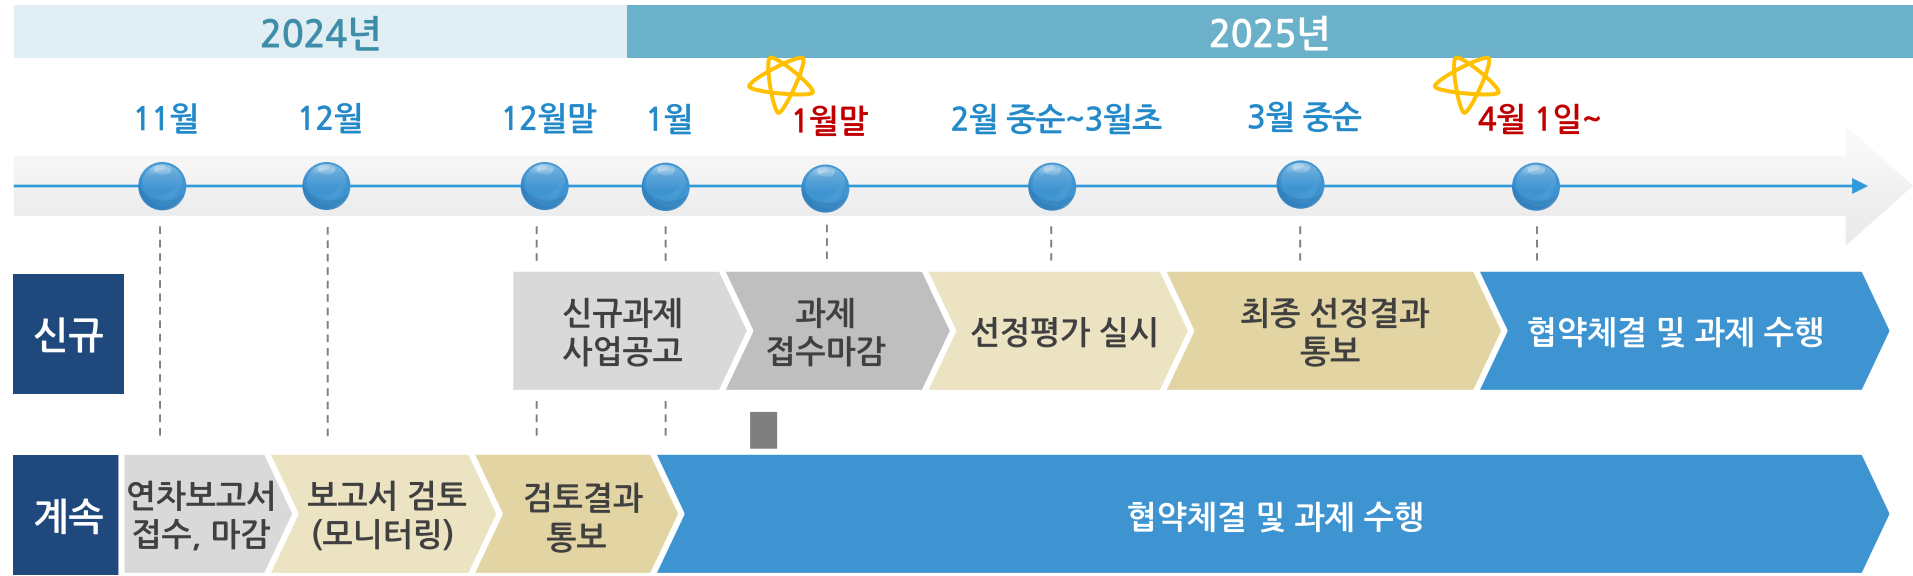 2024년
2025년
11월
12월
12월말
1월
1월말
2월 중순~3월초
3월 중순
4월 1일~
신규
신규과제
사업공고
과제
접수마감
선정평가 실시
최종 선정결과
통보
협약체결 및 과제 수행
계속
연차보고서
접수, 마감
보고서 검토
(모니터링)
검토결과
통보
협약체결 및 과제 수행